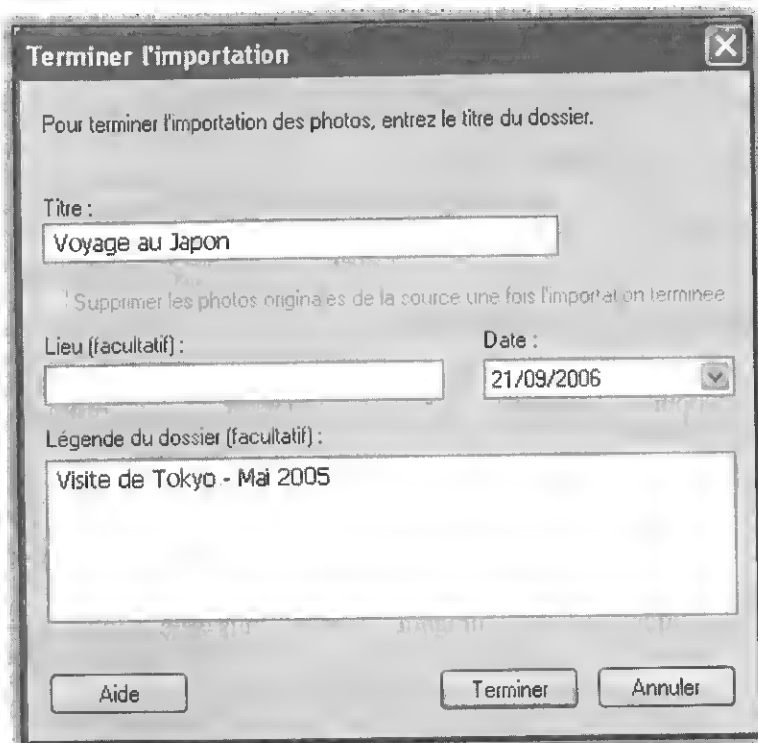 Terminer l'importation
Pour terminer l'importation des photos, entrez le titre du dossier.
Titre :
Voyage au Japon
Supprimer les photos originales de la source une fois l'importation terminée
Lieu (facultatif) :
Date :
21/09/2006
Légende du dossier (facultatif) :
Visite de Tokyo - Mai 2005
Aide
Terminer
Annuler